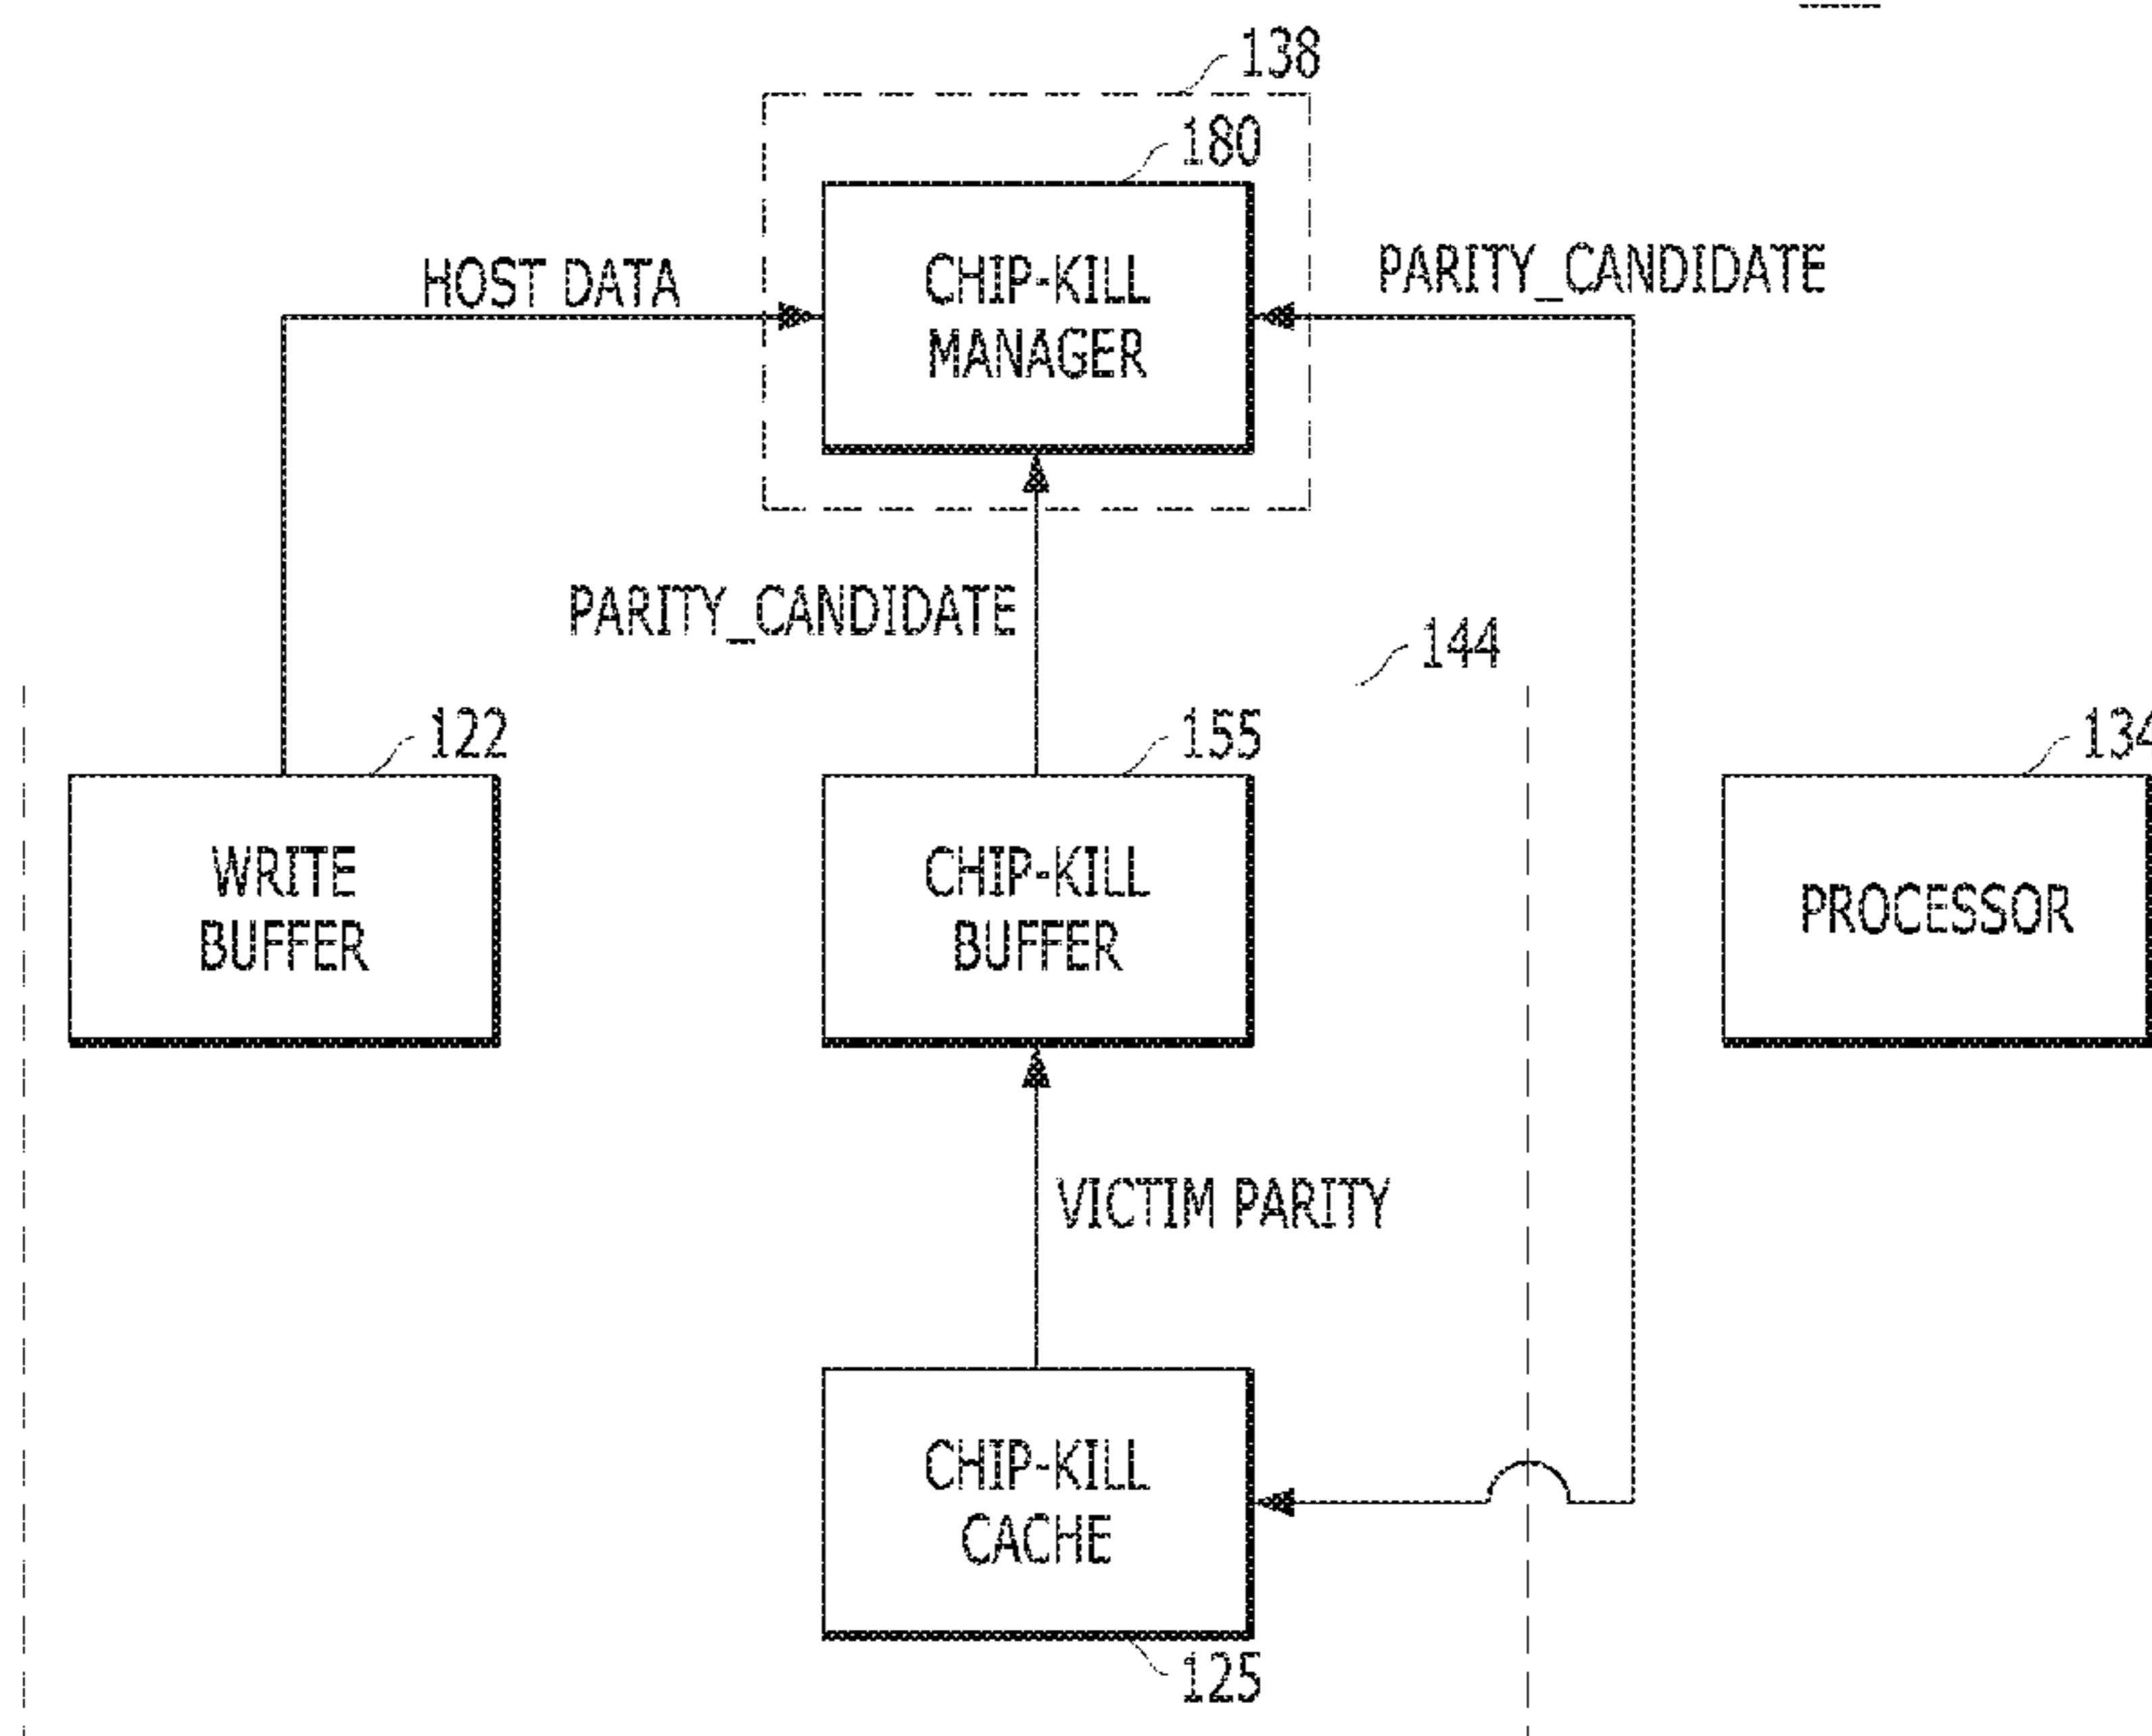 138
180
HOST DATA
CHIP-KILL
MANAGER
PARITY_CANDIDATE
PARITY_CANDIDATE
144
122
155
134
WRITE
BUFFER
CHIP-KILL
BUFFER
PROCESSOR
VICTIM PARITY
CHIP-KILL
CACHE
125